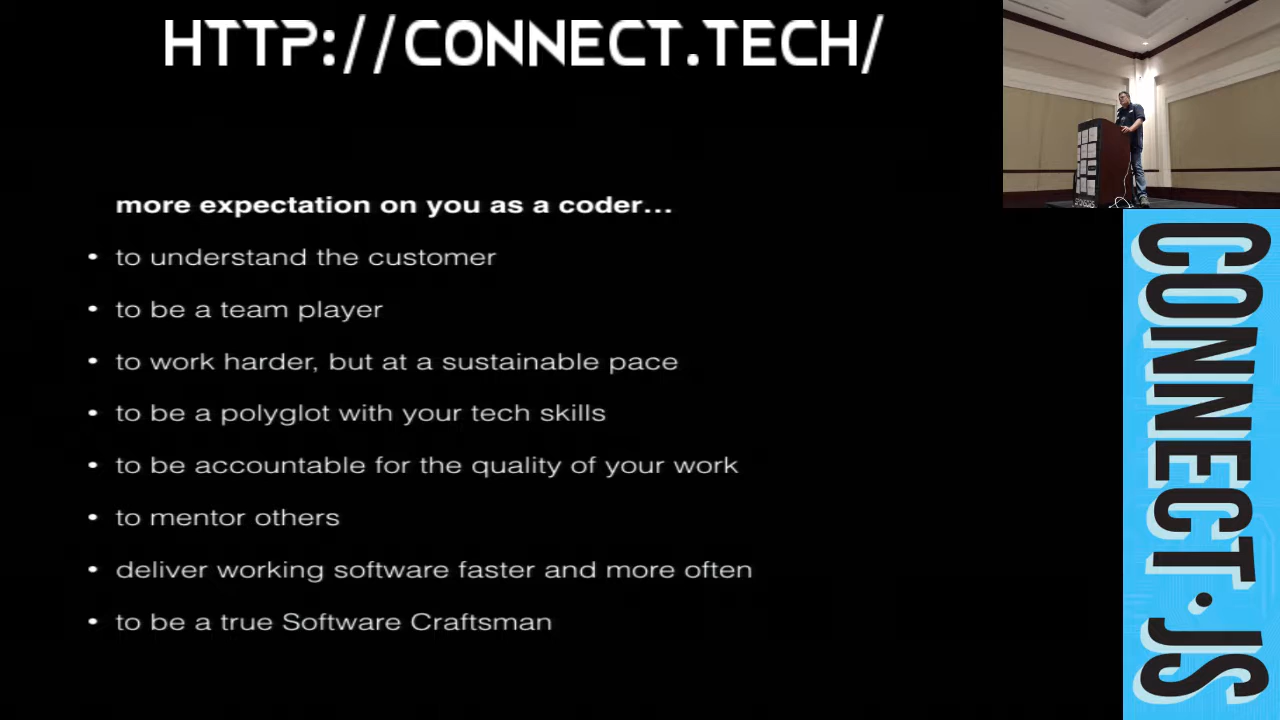 HTTP://CONNECT.TECH/
more expectation on you as a coder...
• to understand the customer
• to be a team player
• to work harder, but at a sustainable pace
• to be a polyglot with your tech skills
• to be accountable for the quality of your work
• to mentor others
• deliver working software faster and more often
• to be a true Software Craftsman
CONNECT.JS
SPONSORS